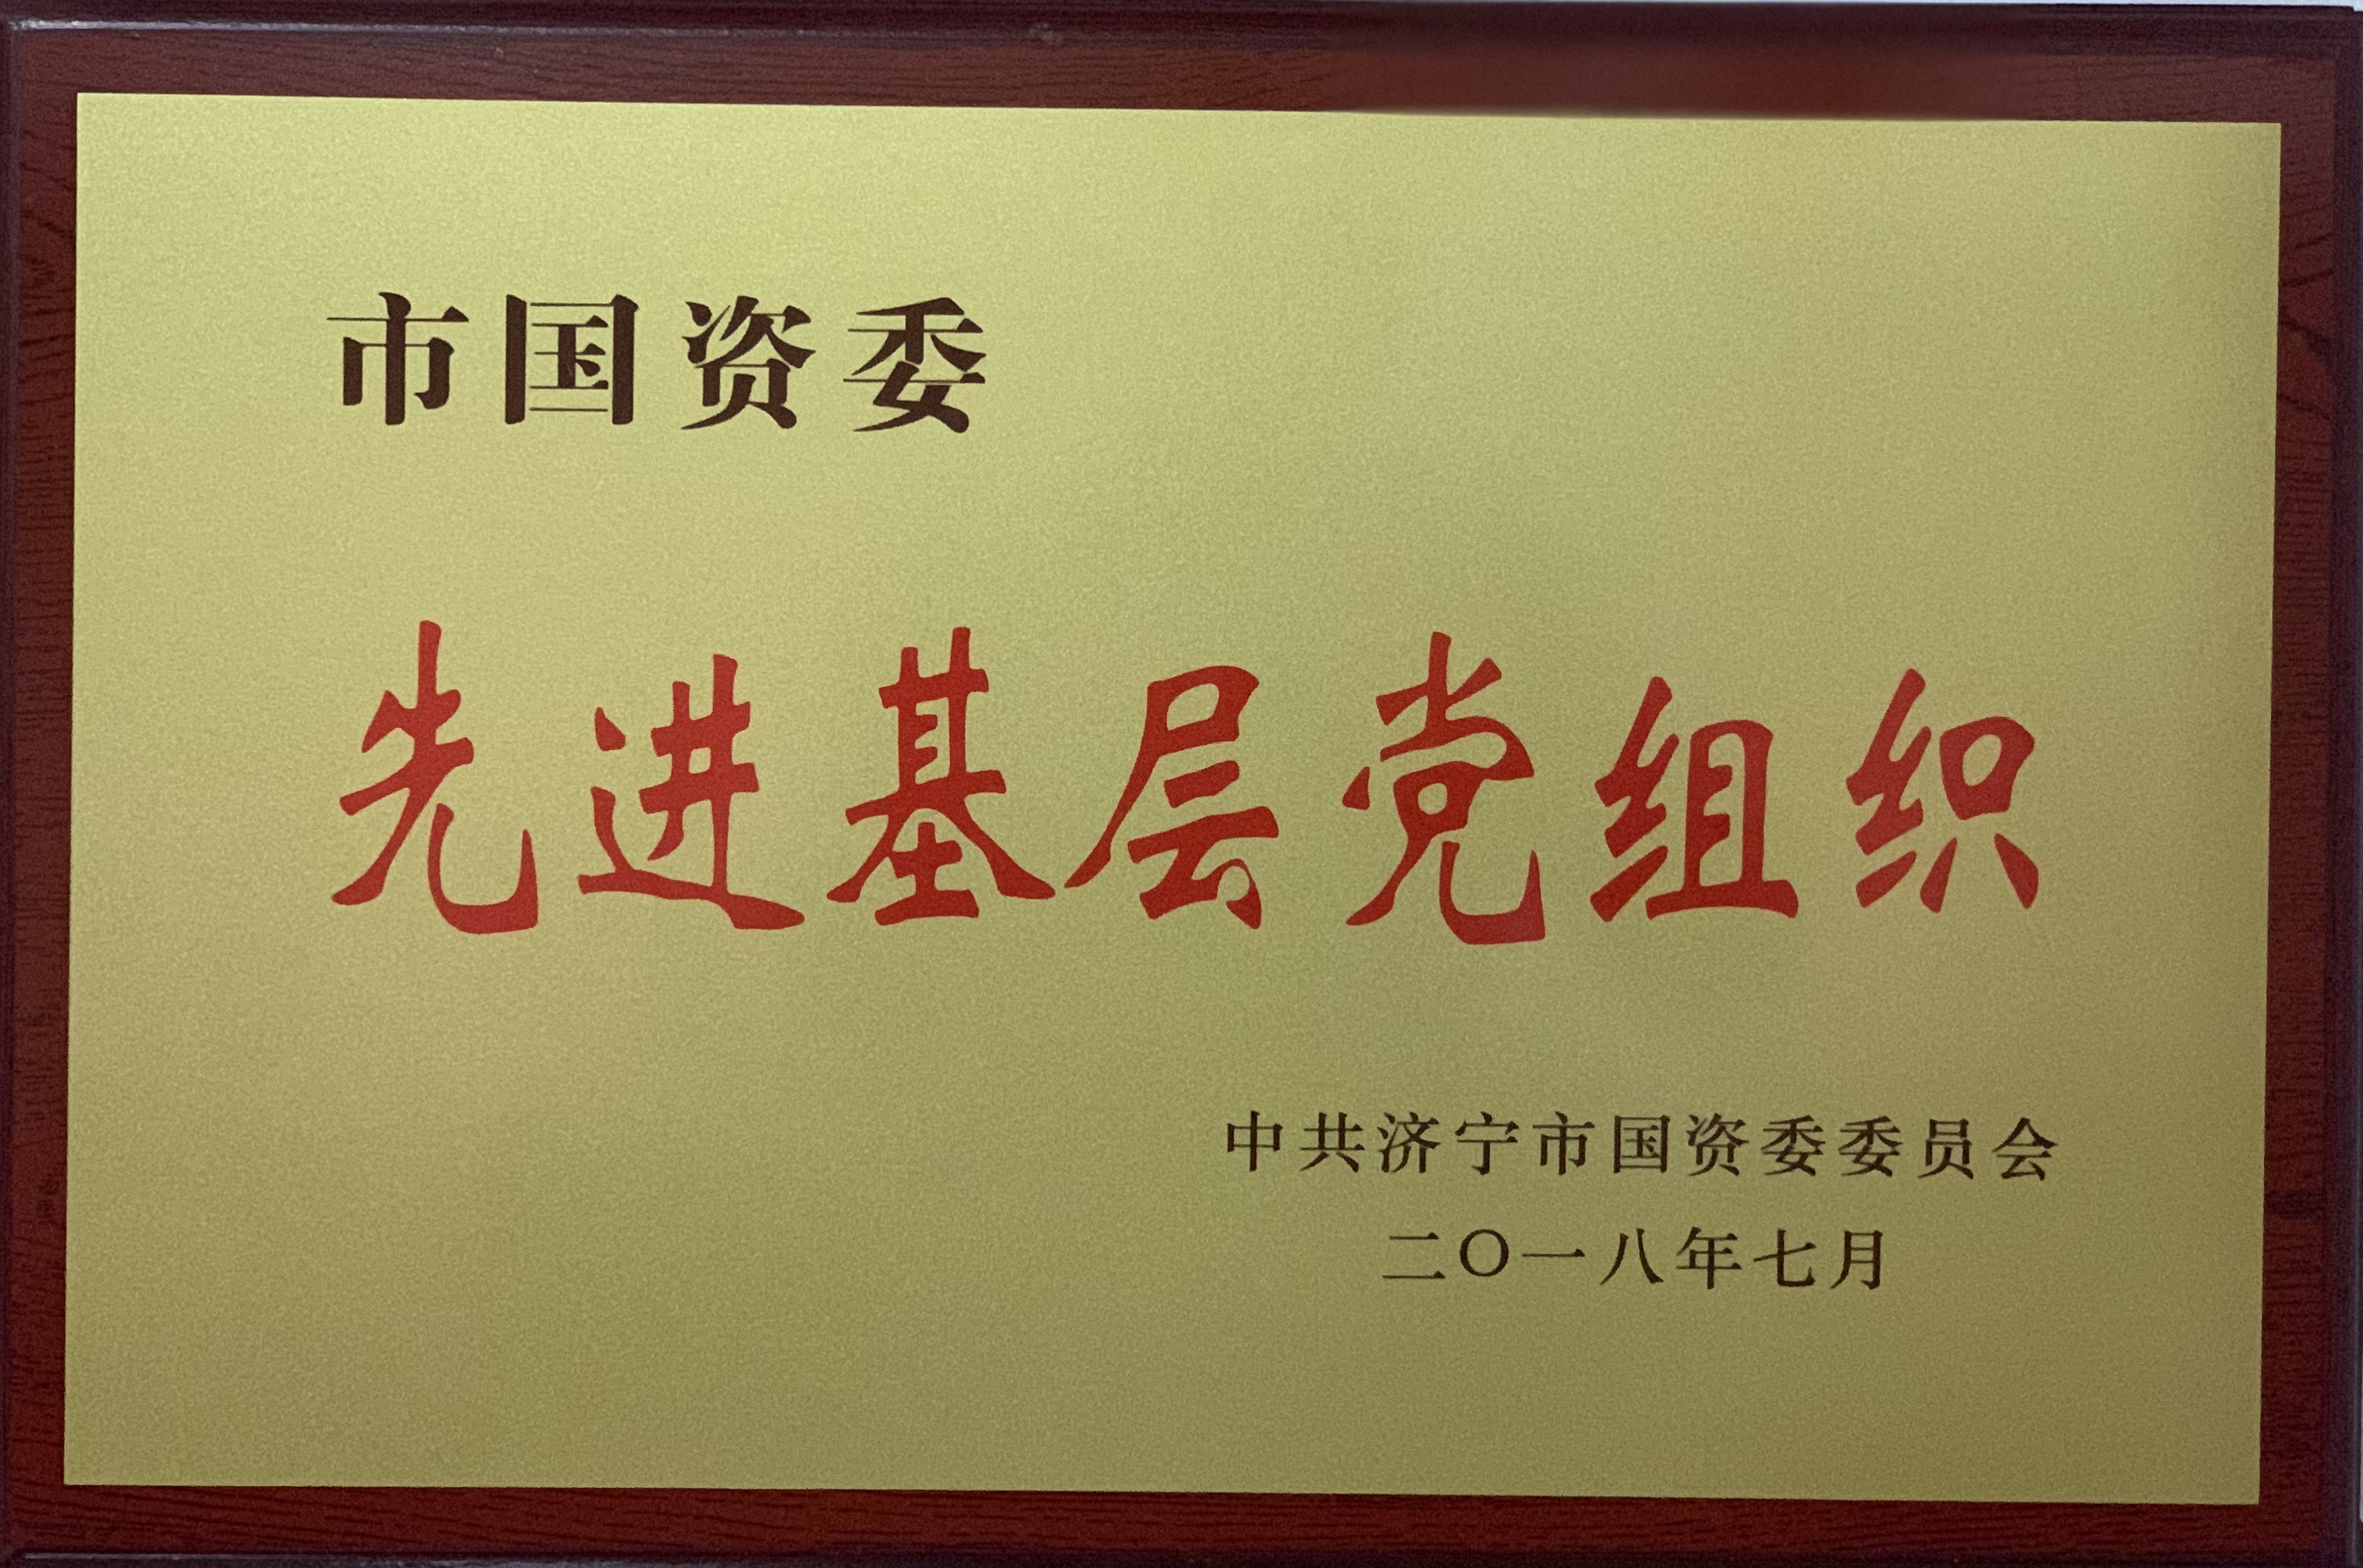 市国资委
先进基层党组织
中共济宁市国资委委员会
二〇一八年七月